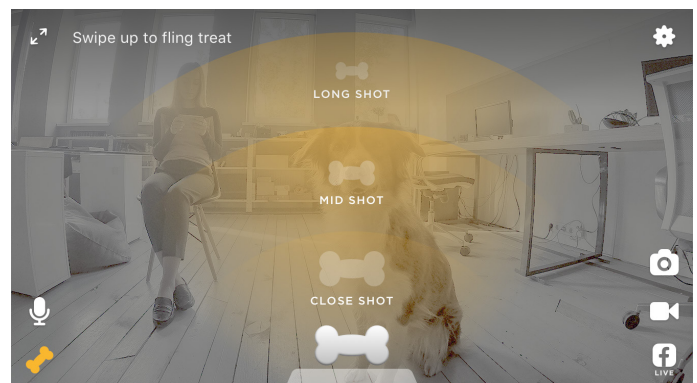 Swipe up to fling treat
LONG SHOT
MID SHOT
CLOSE SHOT
LIVE